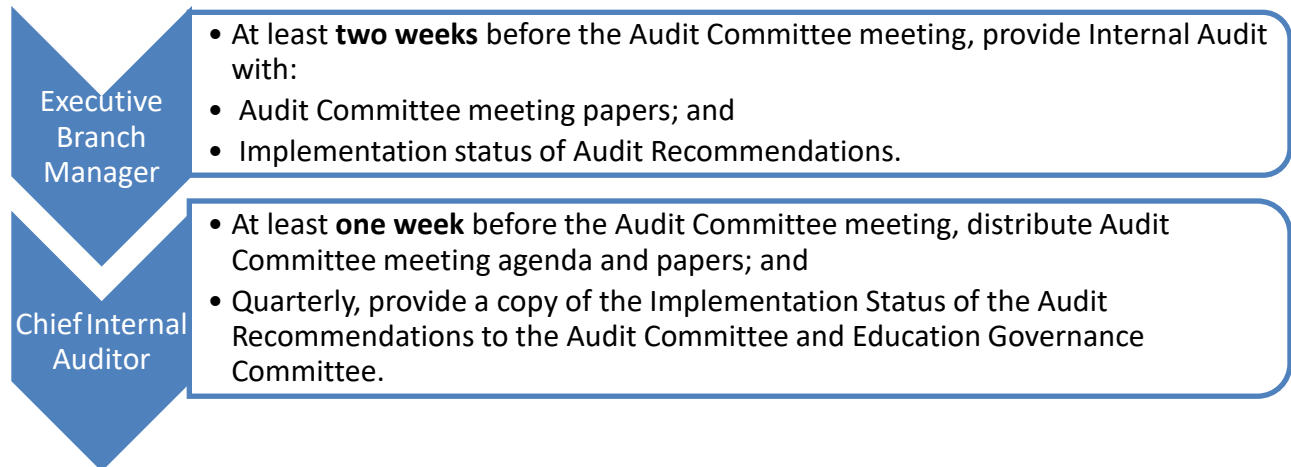 Executive
Branch
Manager
• At least two weeks before the Audit Committee meeting, provide Internal Audit
with:
• Audit Committee meeting papers; and
• Implementation status of Audit Recommendations.
Chief Internal
Auditor
• At least one week before the Audit Committee meeting, distribute Audit
Committee meeting agenda and papers; and
• Quarterly, provide a copy of the Implementation Status of the Audit
Recommendations to the Audit Committee and Education Governance
Committee.